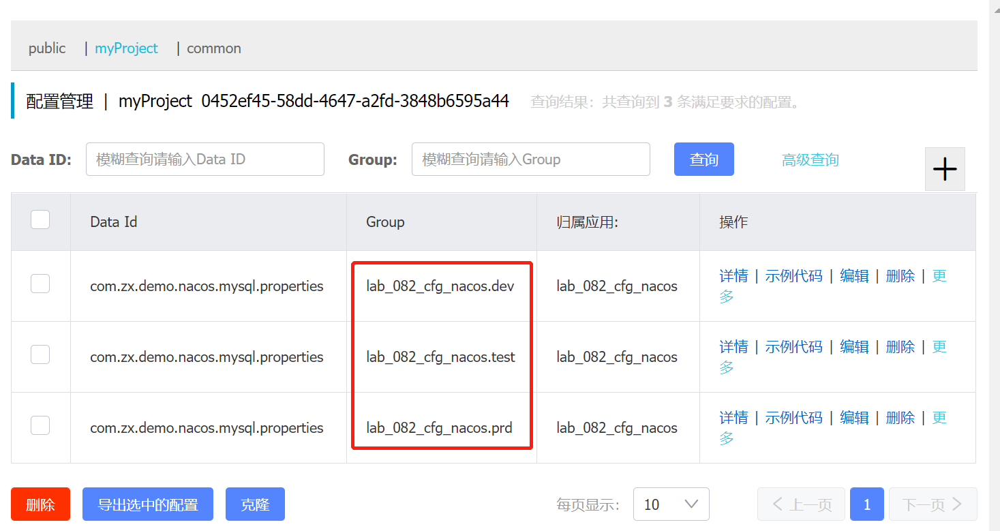 public | myProject | common
配置管理 | myProject 0452ef45-58dd-4647-a2fd-3848b6595a44 查询结果：共查询到 3 条满足要求的配置。
Data ID: 模糊查询请输入Data ID Group: 模糊查询请输入Group 查询 高级查询
Data Id Group 归属应用: 操作
com.zx.demo.nacos.mysql.properties lab_082_cfg_nacos.dev lab_082_cfg_nacos 详情 | 示例代码 | 编辑 | 删除 | 更
多
com.zx.demo.nacos.mysql.properties lab_082_cfg_nacos.test lab_082_cfg_nacos 详情 | 示例代码 | 编辑 | 删除 | 更
多
com.zx.demo.nacos.mysql.properties lab_082_cfg_nacos.prd lab_082_cfg_nacos 详情 | 示例代码 | 编辑 | 删除 | 更
多
删除 导出选中的配置 克隆 每页显示： 10 上一页 1 下一页